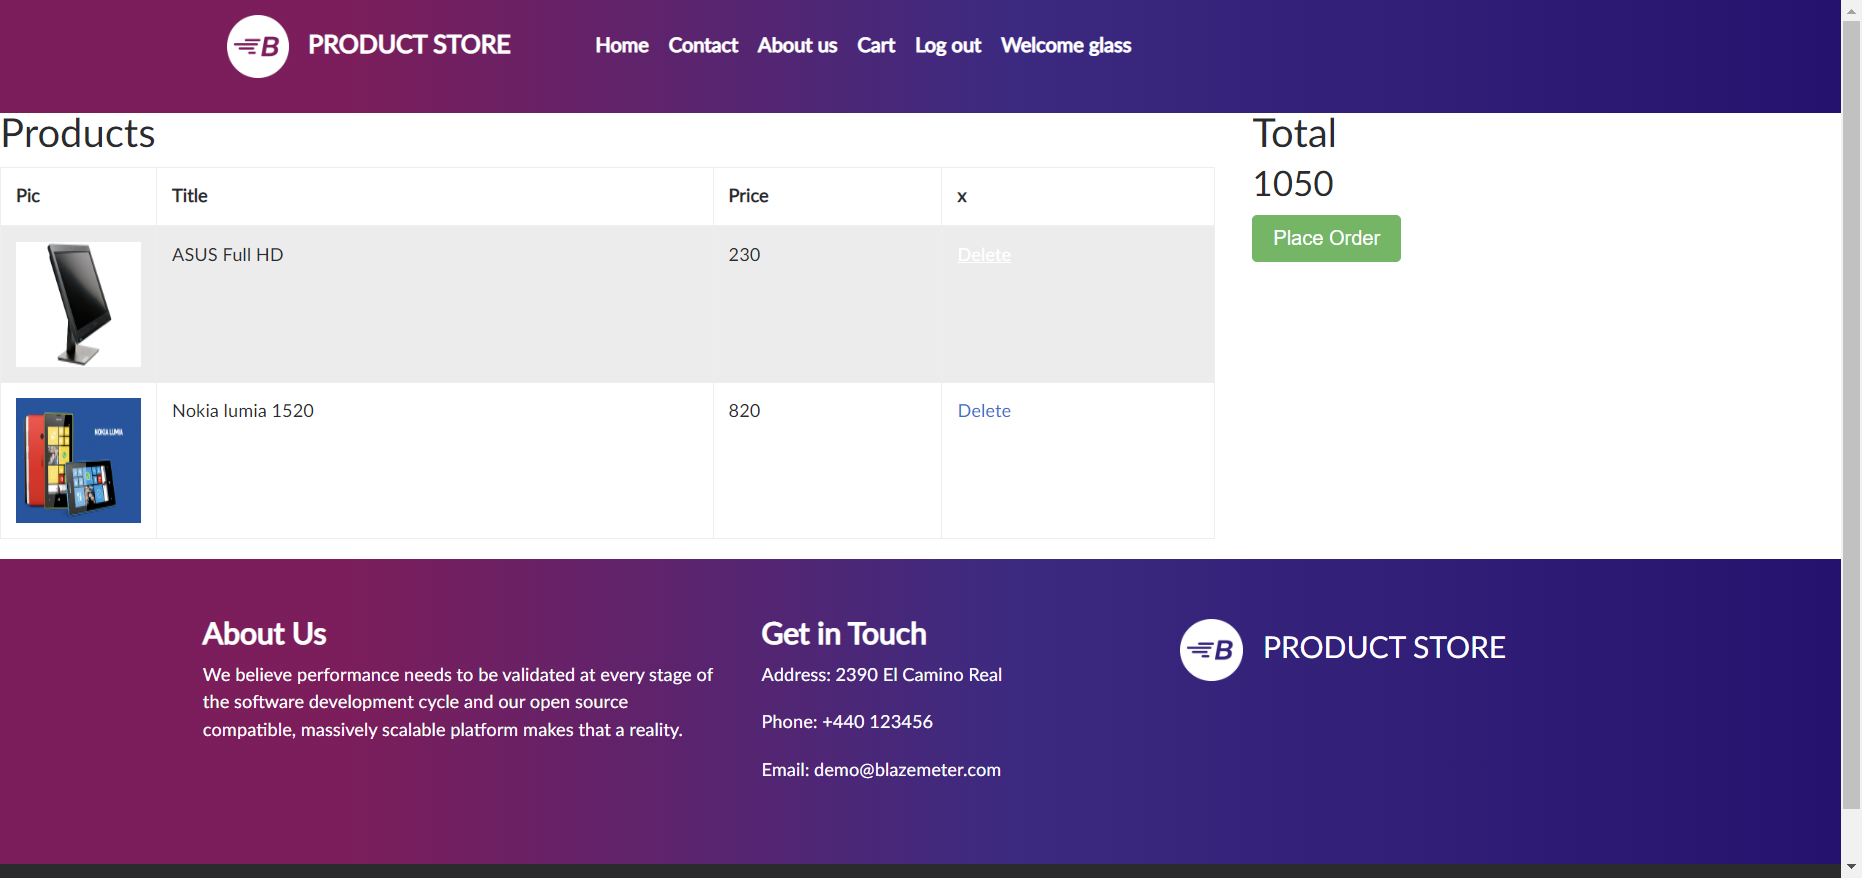 B PRODUCT STORE Home Contact About us Cart Log out Welcome glass
Products
Pic Title Price x
ASUS Full HD 230 Delete
NOKIA LUMIA
Nokia lumia 1520 820 Delete
Total
1050
Place Order
About Us
We believe performance needs to be validated at every stage of
the software development cycle and our open source
compatible, massively scalable platform makes that a reality.
Get in Touch
Address: 2390 El Camino Real
Phone: +440 123456
Email: demo@blazemeter.com
B PRODUCT STORE